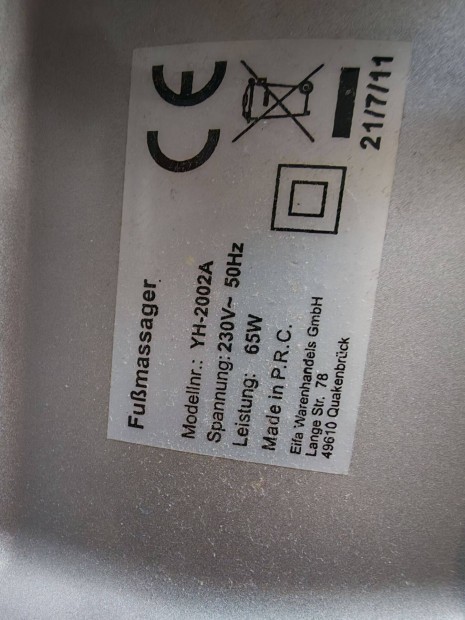 Fußmassager
Modellnr.: YH-2002A
Spannung: 230V~ 50Hz
Leistung: 65W
Made in P.R.C.
Eifa Warenhandels GmbH
Lange Str. 78
49610 Quakenbrück
CE
21/7/11